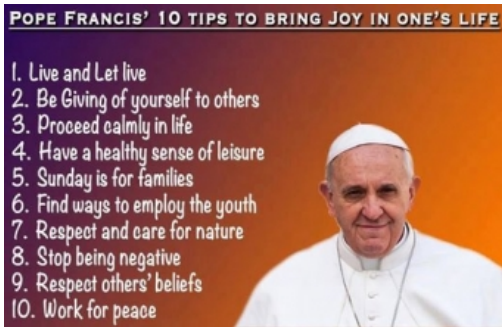 POPE FRANCIS' 10 TIPS TO BRING JOY IN ONE'S LIFE
1. Live and Let live
2. Be Giving of yourself to others
3. Proceed calmly in life
4. Have a healthy sense of leisure
5. Sunday is for families
6. Find ways to employ the youth
7. Respect and care for nature
8. Stop being negative
9. Respect others' beliefs
10. Work for peace